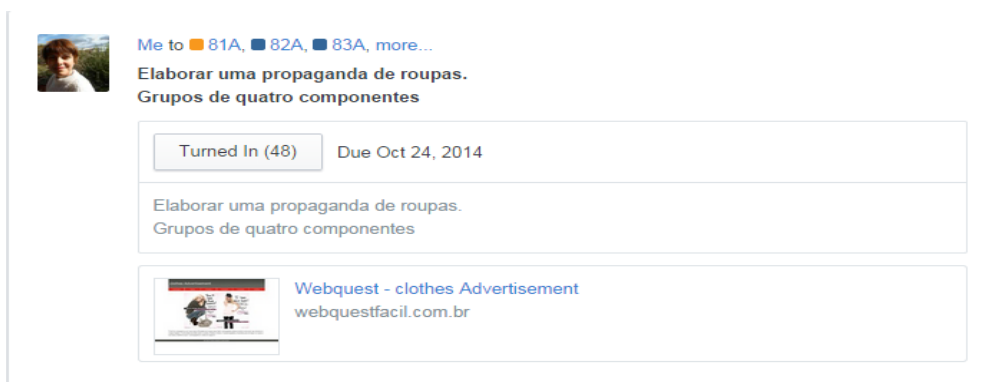 Me to 81A, 82A, 83A, more...
Elaborar uma propaganda de roupas.
Grupos de quatro componentes
Turned In (48) Due Oct 24, 2014
Elaborar uma propaganda de roupas.
Grupos de quatro componentes
Webquest - clothes Advertisement
webquestfacil.com.br